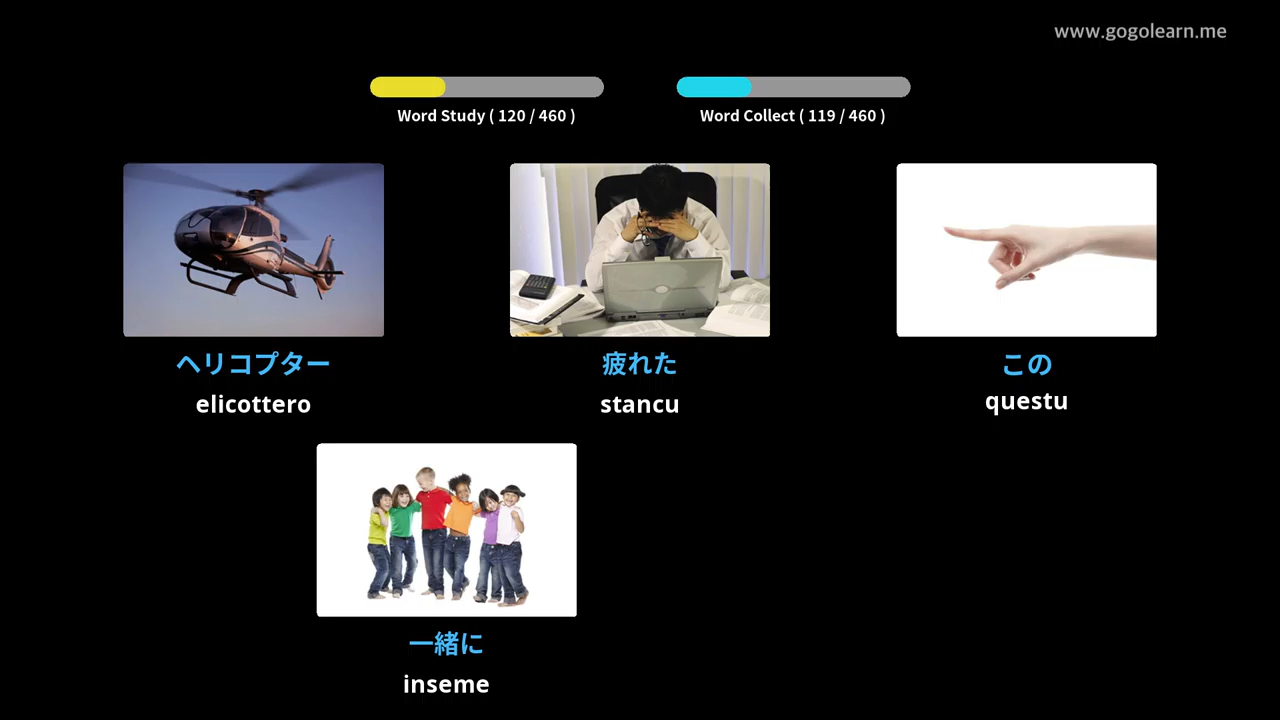 www.gogolearn.me
Word Study ( 120 / 460 )
Word Collect ( 119 / 460 )
ヘリコプター
elicottero
疲れた
stancu
この
questu
一緒に
inseme